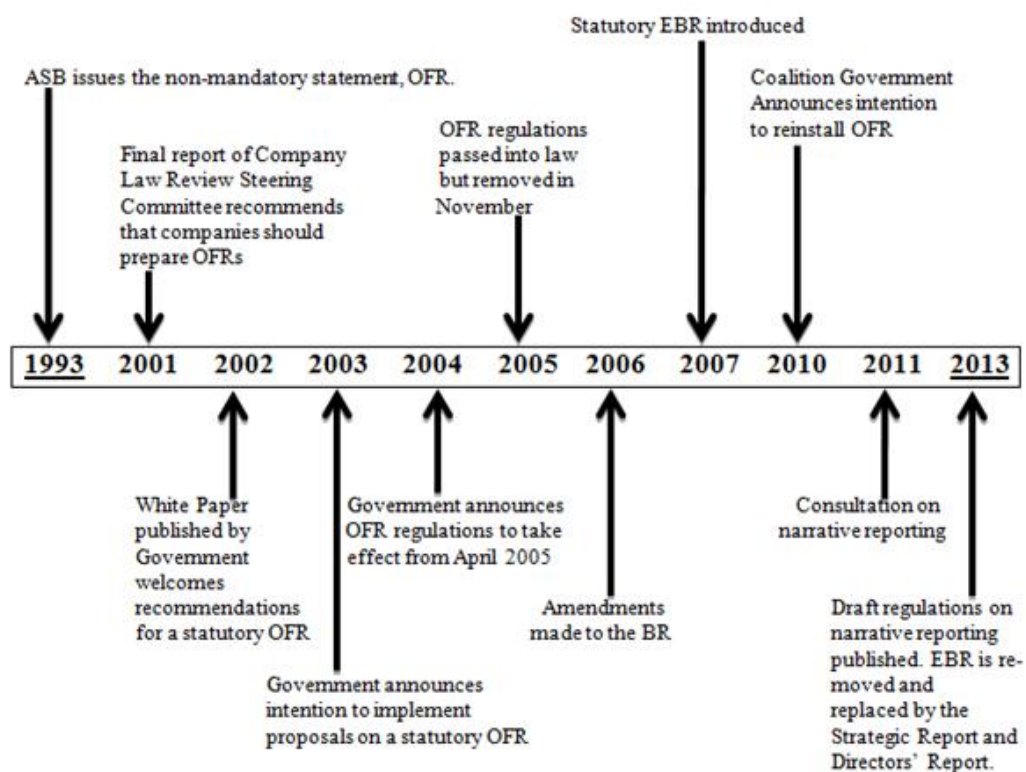 Statutory EBR introduced
ASB issues the non-mandatory statement, OFR.
Coalition Government
Announces intention
to reinstall OFR
OFR regulations
passed into law
but removed in
November
Final report of Company
Law Review Steering
Committee recommends
that companies should
prepare OFRs
1993 2001 2002 2003 2004 2005 2006 2007 2010 2011 2013
White Paper
published by
Government
welcomes
recommendations
for a statutory OFR
Government announces
OFR regulations to take
effect from April 2005
Consultation on
narrative reporting
Amendments
made to the BR
Draft regulations on
narrative reporting
published. EBR is re-
moved and
replaced by the
Strategic Report and
Directors’ Report.
Government announces
intention to implement
proposals on a statutory OFR